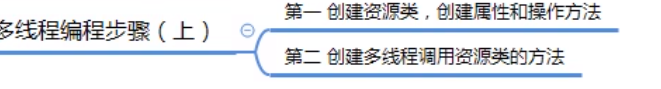 多线程编程步骤（上）
第一 创建资源类，创建属性和操作方法
第二 创建多线程调用资源类的方法